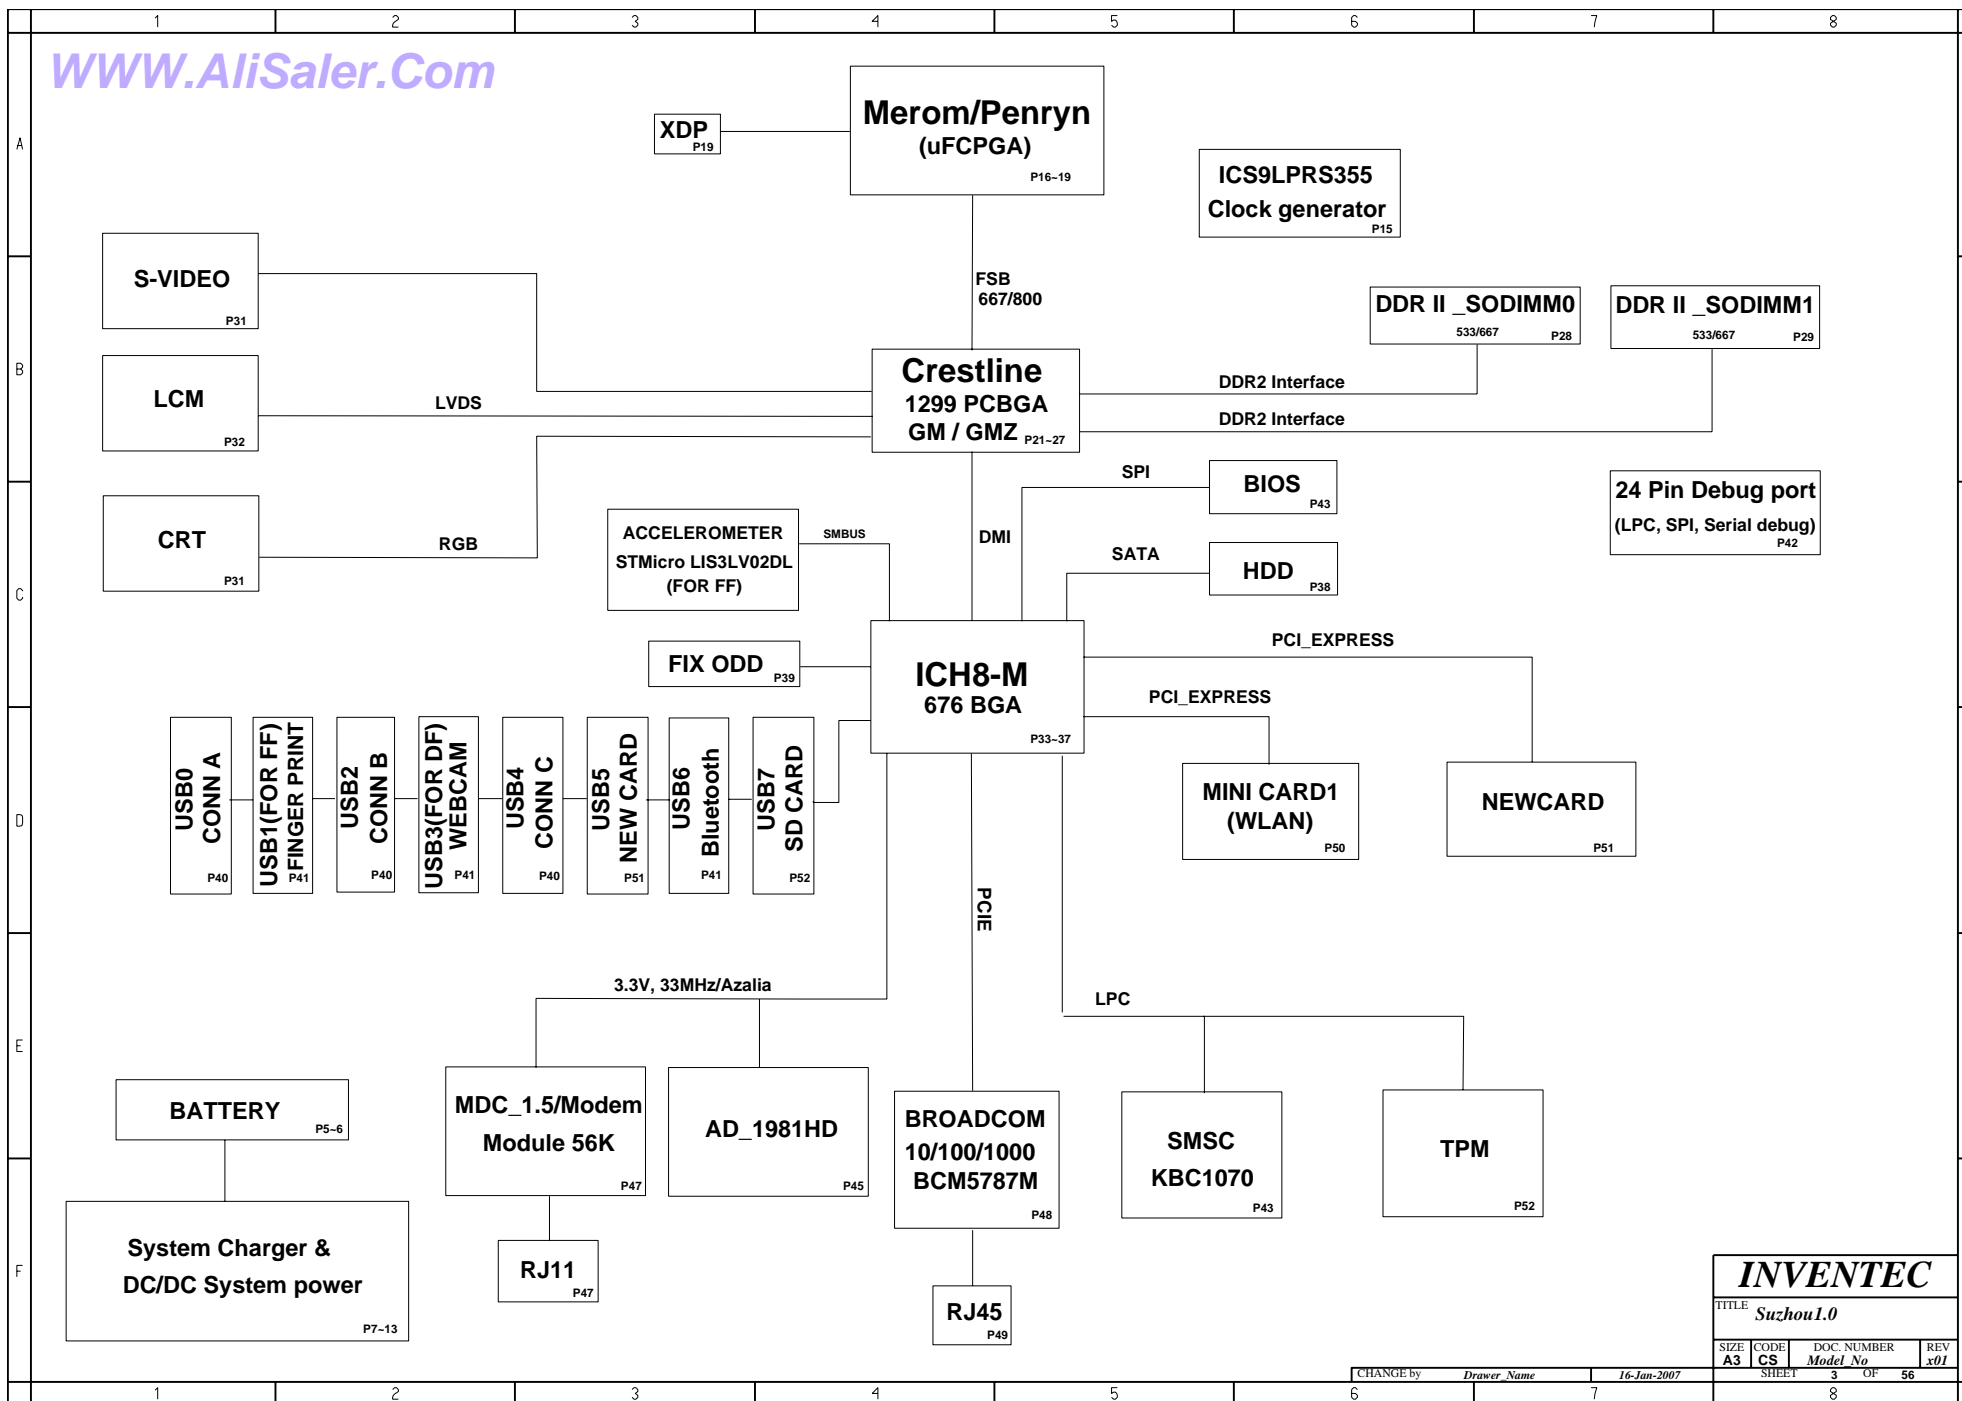 1 2 3 4 5 6 7 8
WWW.AliSaler.Com
A
B
C
D
E
F
XDP
P19
Merom/Penryn
(uFCPGA)
P16~19
ICS9LPRS355
Clock generator
P15
S-VIDEO
P31
FSB
667/800
DDR II _SODIMM0
533/667
P28
DDR II _SODIMM1
533/667
P29
LCM
P32
LVDS
Crestline
1299 PCBGA
GM / GMZ
P21~27
DDR2 Interface
DDR2 Interface
CRT
P31
RGB
ACCELEROMETER
STMicro LIS3LV02DL
(FOR FF)
SMBUS
DMI
SPI
BIOS
P43
SATA
HDD
P38
24 Pin Debug port
(LPC, SPI, Serial debug)
P42
FIX ODD
P39
ICH8-M
676 BGA
P33~37
PCI_EXPRESS
PCI_EXPRESS
USB0
CONN A
P40
USB1(FOR FF)
FINGER PRINT
P41
USB2
CONN B
P40
USB3(FOR DF)
WEBCAM
P41
USB4
CONN C
P40
USB5
NEW CARD
P51
USB6
Bluetooth
P41
USB7
SD CARD
P52
MINI CARD1
(WLAN)
P50
NEWCARD
P51
PCIE
3.3V, 33MHz/Azalia
LPC
BATTERY
P5~6
System Charger &
DC/DC System power
P7~13
MDC_1.5/Modem
Module 56K
P47
RJ11
P47
AD_1981HD
P45
BROADCOM
10/100/1000
BCM5787M
P48
RJ45
P49
SMSC
KBC1070
P43
TPM
P52
INVENTEC
TITLE
Suzhou1.0
SIZE CODE DOC. NUMBER REV
A3 CS Model_No x01
CHANGE by Drawer_Name 16-Jan-2007 SHEET 3 OF 56
1 2 3 4 5 6 7 8